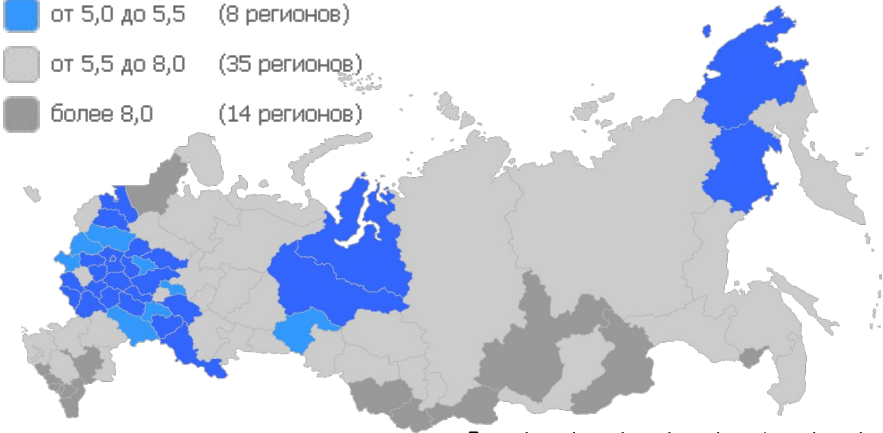 от 5,0 до 5,5 (8 регионов)
от 5,5 до 8,0 (35 регионов)
более 8,0 (14 регионов)